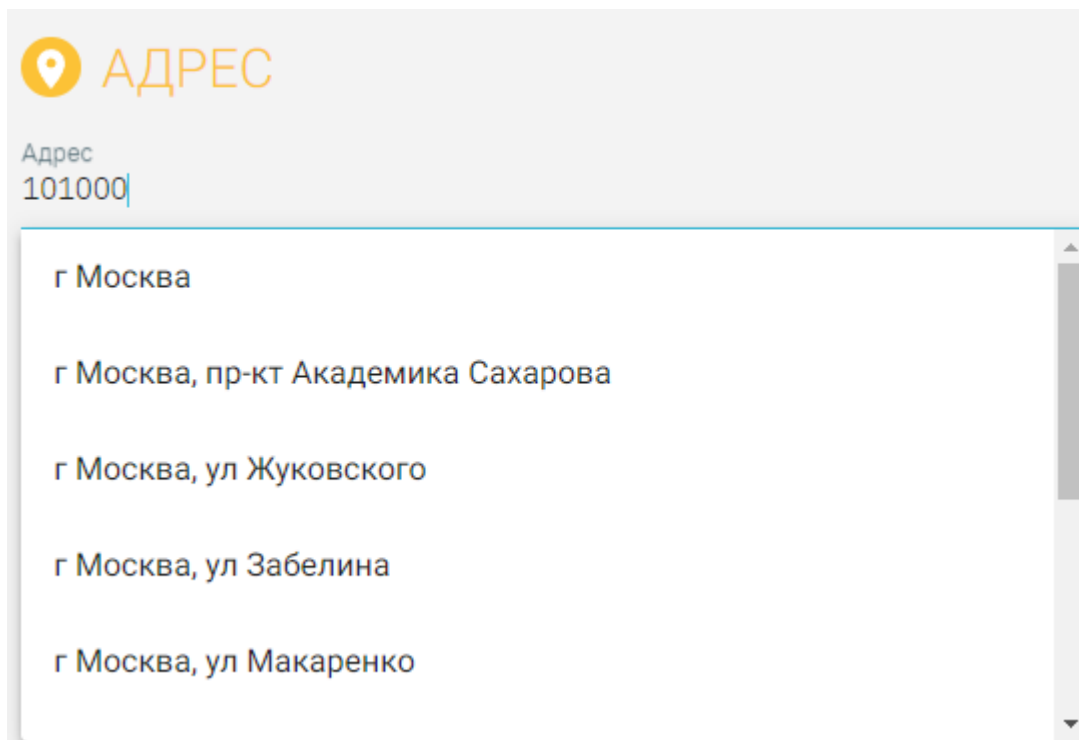 АДРЕС
Адрес
101000
г Москва
г Москва, пр-кт Академика Сахарова
г Москва, ул Жуковского
г Москва, ул Забелина
г Москва, ул Макаренко